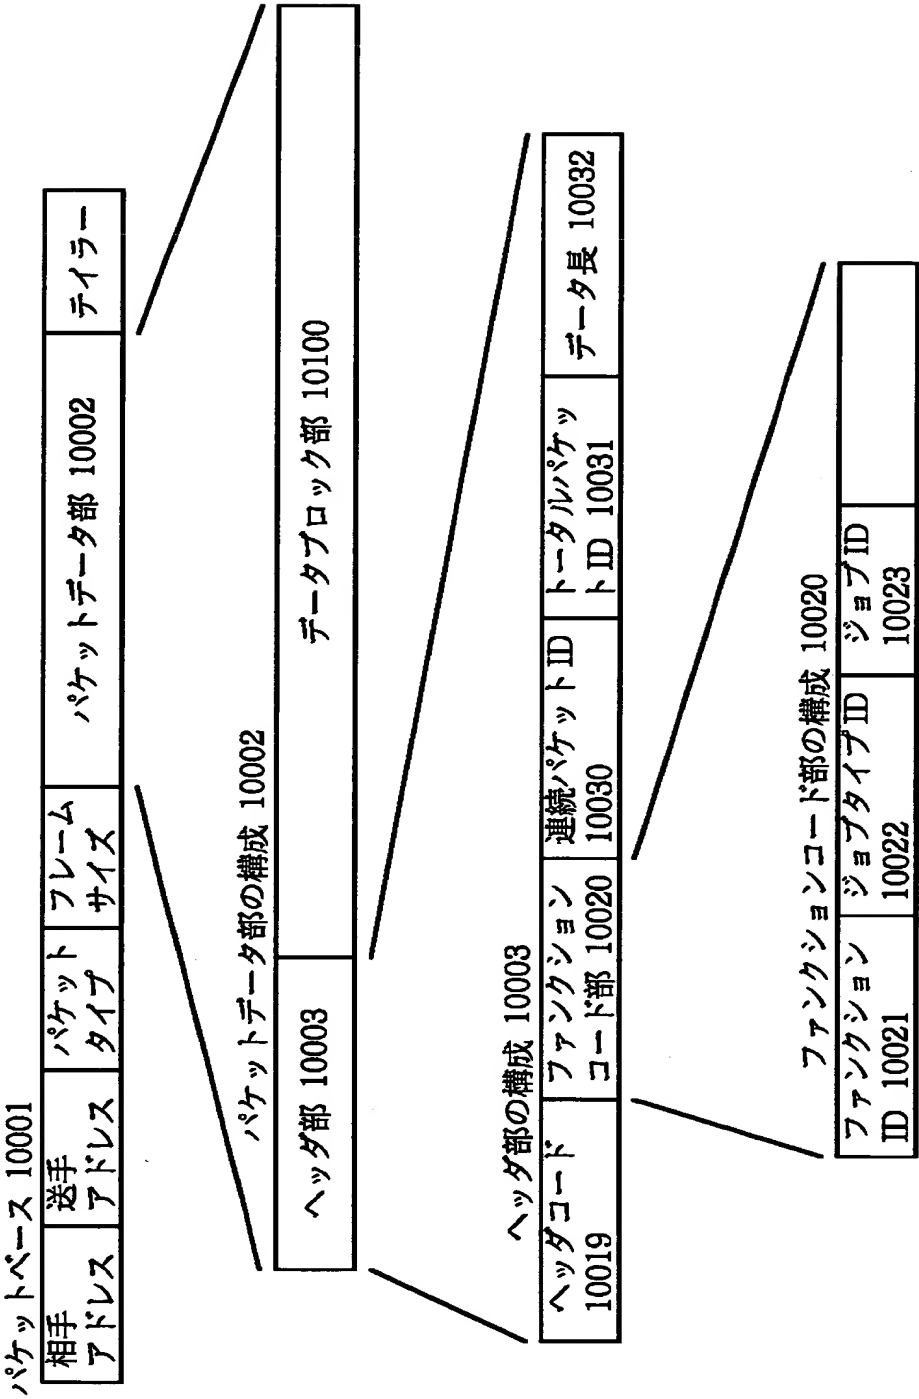 パケットベース 10001
相手
アドレス
送手
アドレス
パケット
タイプ
フレーム
サイズ
パケットデータ部 10002
テイラー
パケットデータ部の構成 10002
ヘッダ部 10003
データブロック部 10100
ヘッダ部の構成 10003
ヘッダコード
10019
ファンクション
コード部 10020
連続パケットID
10030
トータルパケッ
トID 10031
データ長 10032
ファンクションコード部の構成 10020
ファンクション
ID 10021
ジョブタイプID
10022
ジョブID
10023